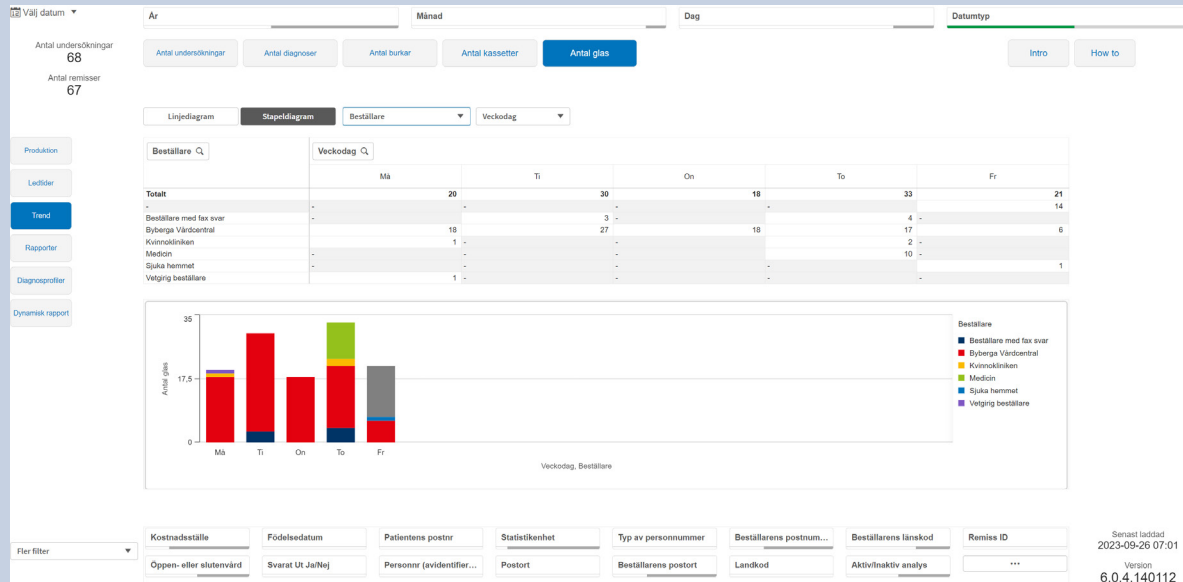 Välj datum
År
Månad
Dag
Datumtyp
Antal undersökningar
68
Antal remisser
67
Antal undersökningar
Antal diagnoser
Antal burkar
Antal kassetter
Antal glas
Intro
How to
Linjediagram
Stapeldiagram
Beställare
Veckodag
Produktion
Ledtider
Trend
Rapporter
Diagnosprofiler
Dynamisk rapport
Beställare
Veckodag
Må Ti On To Fr
Totalt 20 30 18 33 21
- - - - - 14
Beställare med fax svar - 3 - 4 -
Byberga Vårdcentral 18 27 18 17 6
Kvinnokliniken 1 - - 2 -
Medicin - - - 10 -
Sjuka hemmet - - - - 1
Vetgirig beställare 1 - - - -
35
17,5
0
Antal glas
Må Ti On To Fr
Veckodag, Beställare
Beställare
Beställare med fax svar
Byberga Vårdcentral
Kvinnokliniken
Medicin
Sjuka hemmet
Vetgirig beställare
Fler filter
Kostnadsställe
Födelsedatum
Patientens postnr
Statistikenhet
Typ av personnummer
Beställarens postnum...
Beställarens länskod
Remiss ID
Öppen- eller slutenvård
Svarat Ut Ja/Nej
Personnr (avidentifier...
Postort
Beställarens postort
Landkod
Aktiv/Inaktiv analys
...
Senast laddad
2023-09-26 07:01
Version
6.0.4.140112